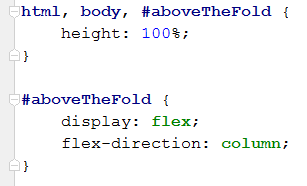 html, body, #aboveTheFold {
    height: 100%;
}

#aboveTheFold {
    display: flex;
    flex-direction: column;
}